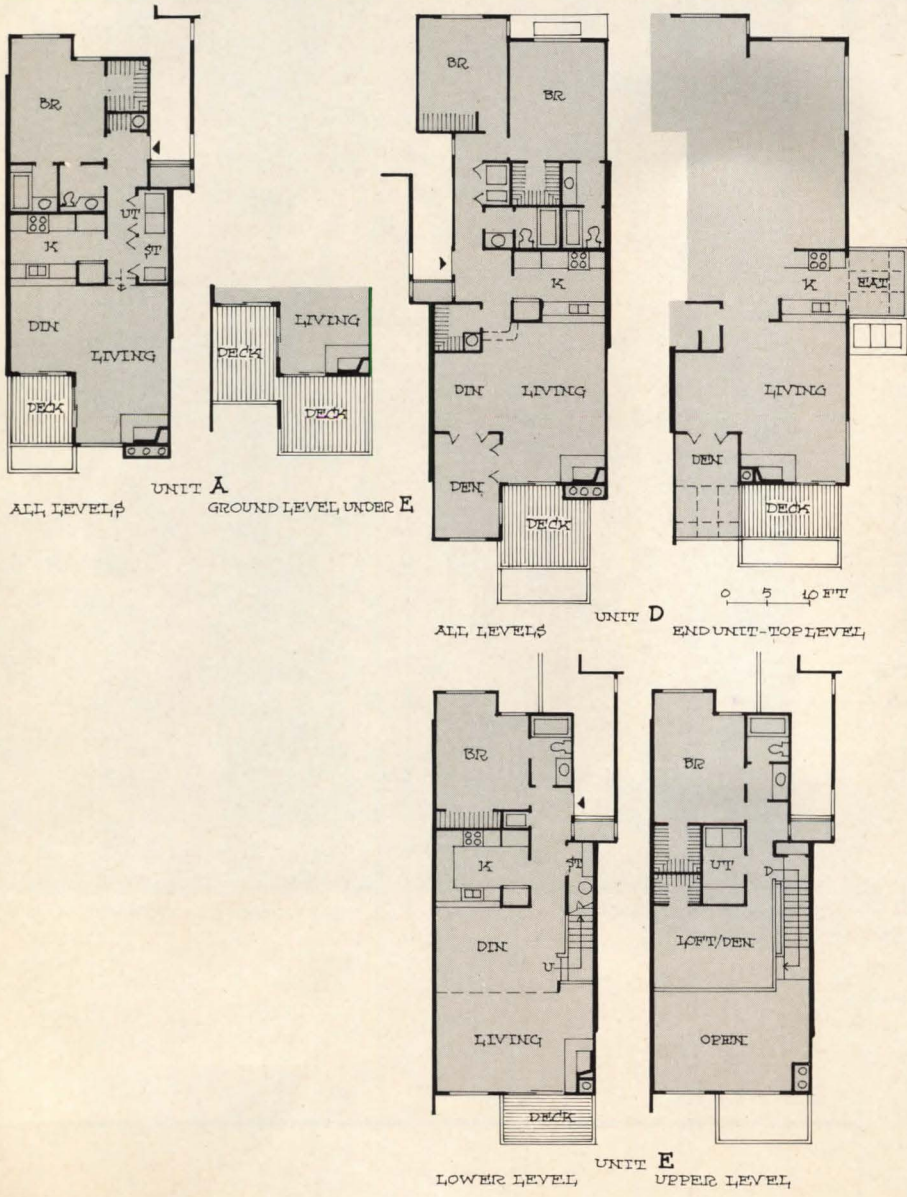 BR
UT
K
ST
DIN
LIVING
DECK
ALL LEVELS
UNIT A
LIVING
DECK
DECK
GROUND LEVEL UNDER E
BR
BR
K
DIN
LIVING
DEN
DECK
ALL LEVELS
UNIT D
K
EAT
LIVING
DEN
DECK
0 5 10 FT
END UNIT-TOP LEVEL
BR
K
ST
DIN
U
LIVING
DECK
LOWER LEVEL
UNIT E
BR
UT
D
LOFT/DEN
OPEN
UPPER LEVEL